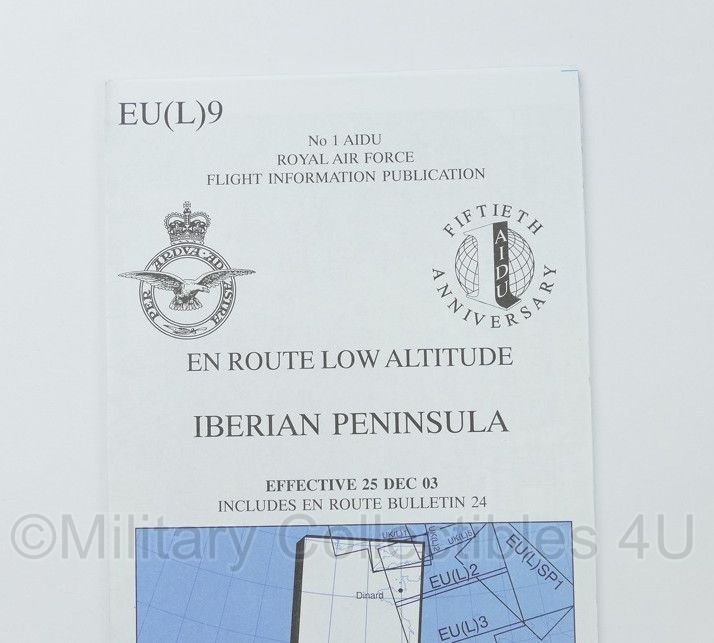 EU(L)9
No 1 AIDU
ROYAL AIR FORCE
FLIGHT INFORMATION PUBLICATION
PER ARDVA AD ASTRA
FIFTIETH
AIDU
ANNIVERSARY
EN ROUTE LOW ALTITUDE
IBERIAN PENINSULA
EFFECTIVE 25 DEC 03
INCLUDES EN ROUTE BULLETIN 24
©Military Collectibles 4U
EU(L)SP1
EU(L)2
Dinard
EU(L)3